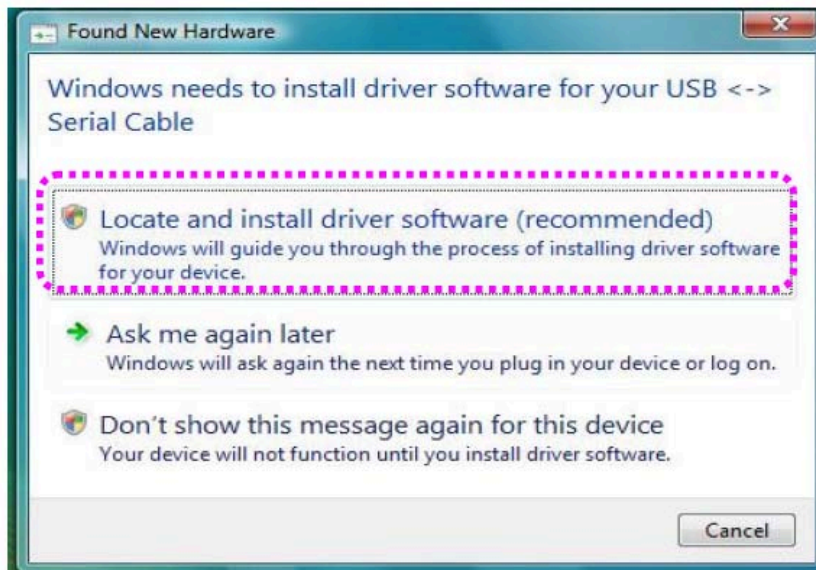 Found New Hardware
Windows needs to install driver software for your USB <->
Serial Cable
Locate and install driver software (recommended)
Windows will guide you through the process of installing driver software
for your device.
Ask me again later
Windows will ask again the next time you plug in your device or log on.
Don't show this message again for this device
Your device will not function until you install driver software.
Cancel